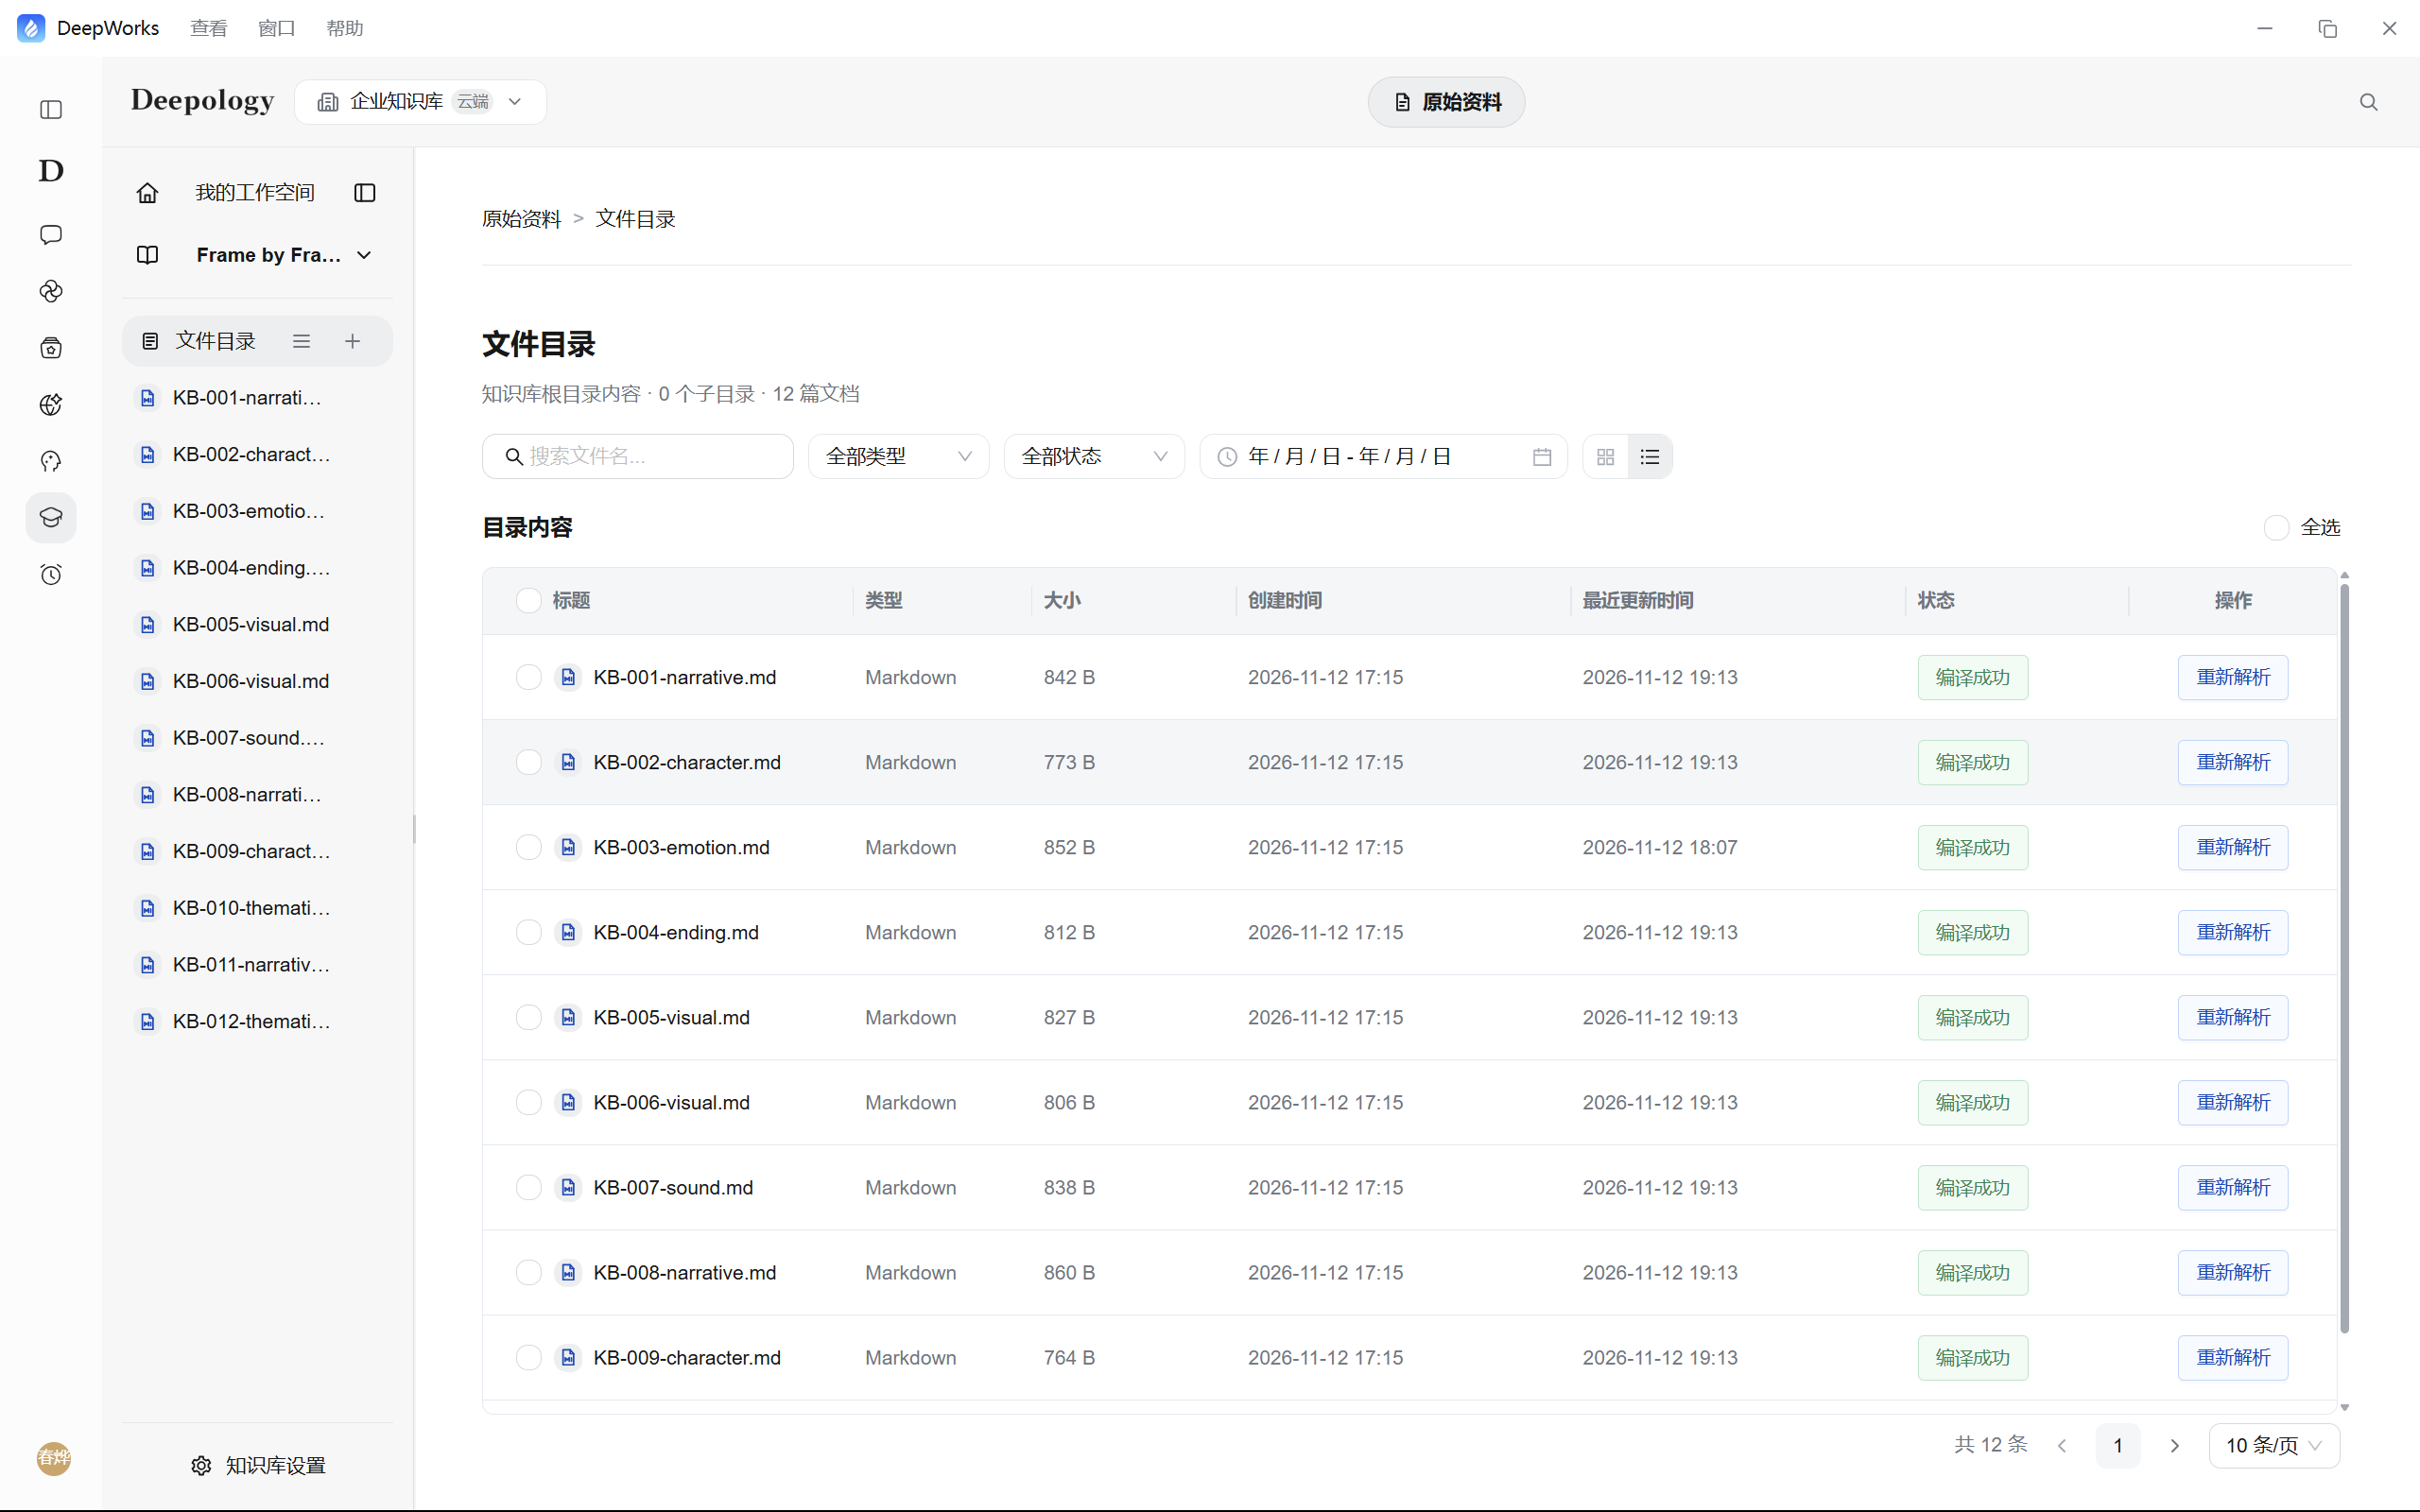 DeepWorks 查看 窗口 帮助
Deepology 企业知识库 云端 原始资料
D
我的工作空间
Frame by Fra...
文件目录
KB-001-narrati...
KB-002-charact...
KB-003-emotio...
KB-004-ending....
KB-005-visual.md
KB-006-visual.md
KB-007-sound....
KB-008-narrati...
KB-009-charact...
KB-010-themati...
KB-011-narrativ...
KB-012-themati...
知识库设置
春烨
原始资料 > 文件目录
文件目录
知识库根目录内容 · 0 个子目录 · 12 篇文档
搜索文件名... 全部类型 全部状态 年 / 月 / 日 - 年 / 月 / 日
目录内容 全选
标题 类型 大小 创建时间 最近更新时间 状态 操作
KB-001-narrative.md Markdown 842 B 2026-11-12 17:15 2026-11-12 19:13 编译成功 重新解析
KB-002-character.md Markdown 773 B 2026-11-12 17:15 2026-11-12 19:13 编译成功 重新解析
KB-003-emotion.md Markdown 852 B 2026-11-12 17:15 2026-11-12 18:07 编译成功 重新解析
KB-004-ending.md Markdown 812 B 2026-11-12 17:15 2026-11-12 19:13 编译成功 重新解析
KB-005-visual.md Markdown 827 B 2026-11-12 17:15 2026-11-12 19:13 编译成功 重新解析
KB-006-visual.md Markdown 806 B 2026-11-12 17:15 2026-11-12 19:13 编译成功 重新解析
KB-007-sound.md Markdown 838 B 2026-11-12 17:15 2026-11-12 19:13 编译成功 重新解析
KB-008-narrative.md Markdown 860 B 2026-11-12 17:15 2026-11-12 19:13 编译成功 重新解析
KB-009-character.md Markdown 764 B 2026-11-12 17:15 2026-11-12 19:13 编译成功 重新解析
共 12 条 1 10 条/页